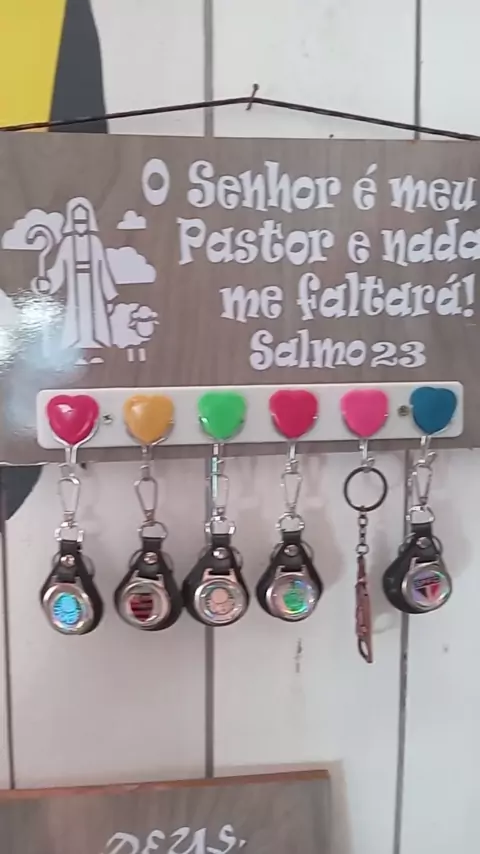 O Senhor é meu
Pastor e nada
me faltará!
Salmo 23
DEUS,